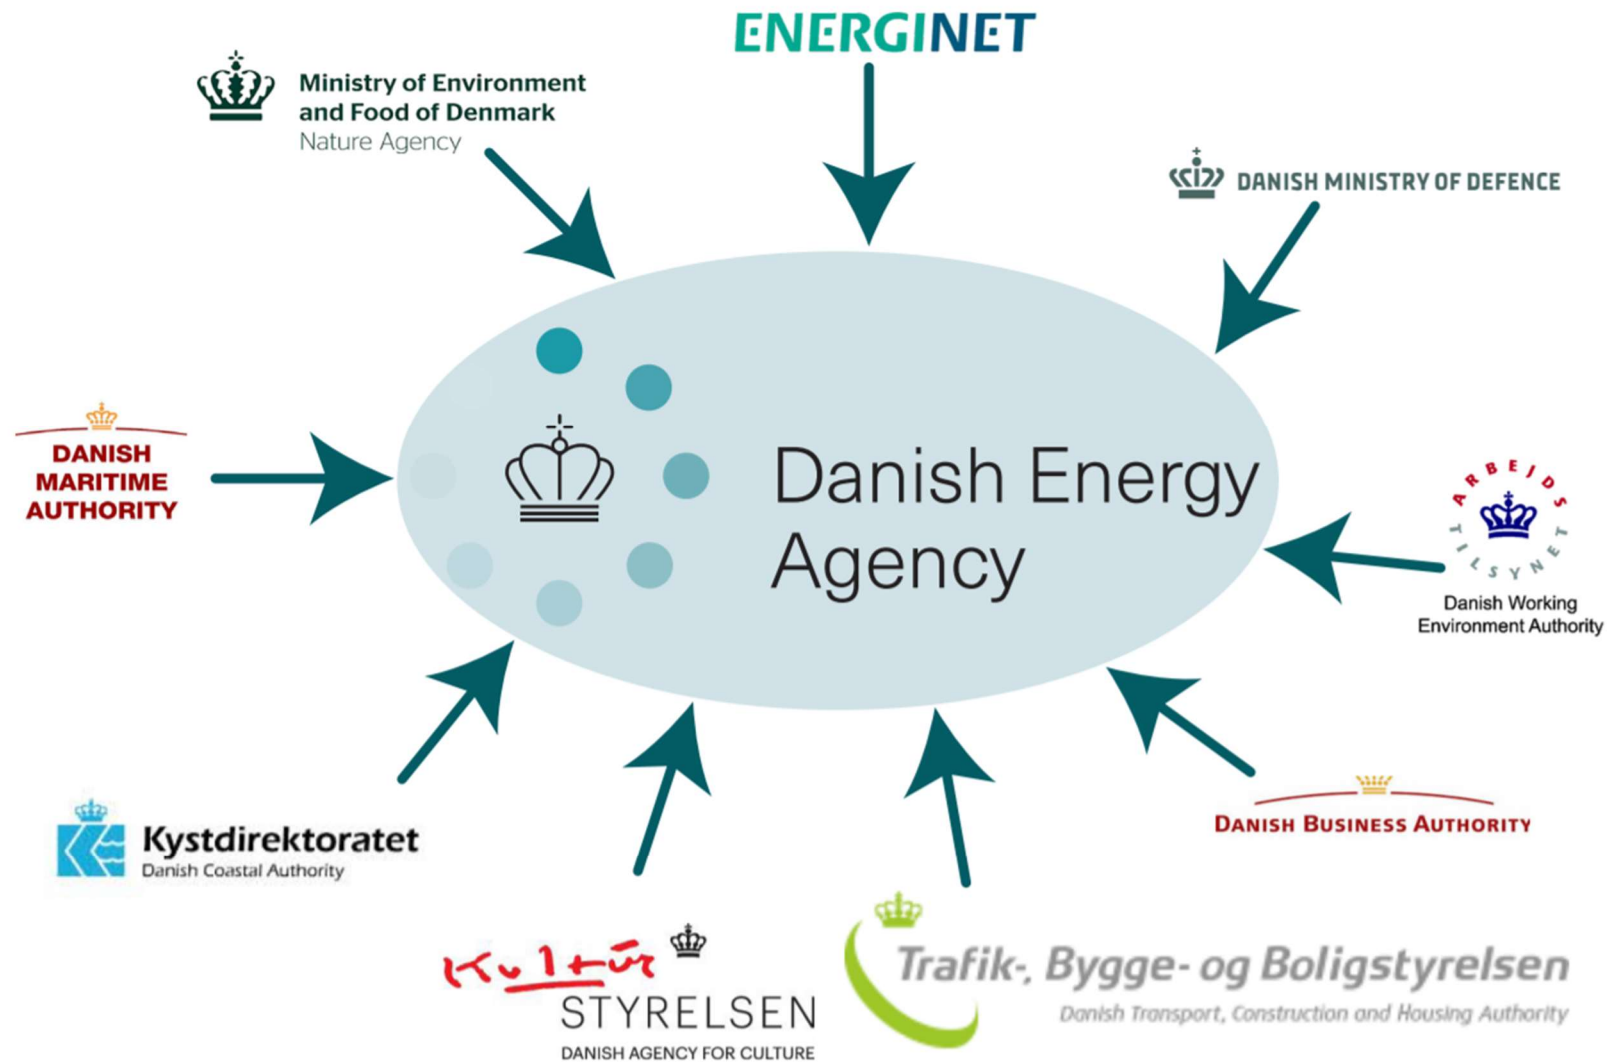 ENERGINET
Ministry of Environment
and Food of Denmark
Nature Agency
DANISH MINISTRY OF DEFENCE
DANISH
MARITIME
AUTHORITY
Danish Energy
Agency
ARBEJDS
TILSYNET
Danish Working
Environment Authority
DANISH BUSINESS AUTHORITY
Kystdirektoratet
Danish Coastal Authority
Kultur
STYRELSEN
DANISH AGENCY FOR CULTURE
Trafik-, Bygge- og Boligstyrelsen
Danish Transport, Construction and Housing Authority